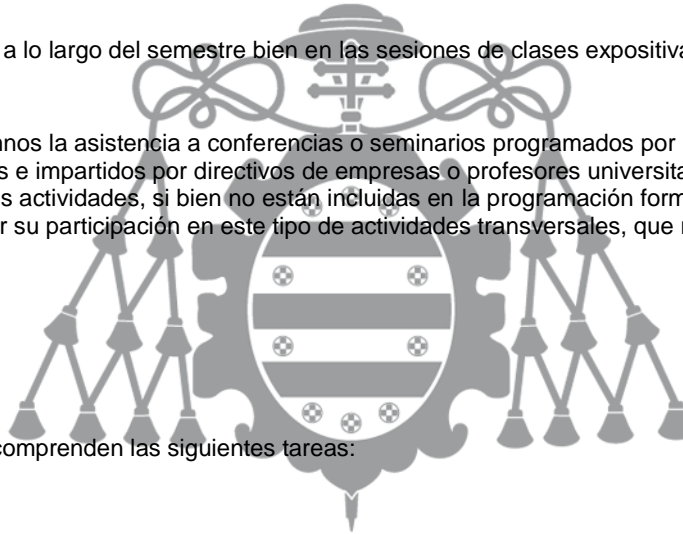 a lo largo del semestre bien en las sesiones de clases expositiva
nos la asistencia a conferencias o seminarios programados por
s e impartidos por directivos de empresas o profesores universita
s actividades, si bien no están incluidas en la programación form
r su participación en este tipo de actividades transversales, que
comprenden las siguientes tareas: